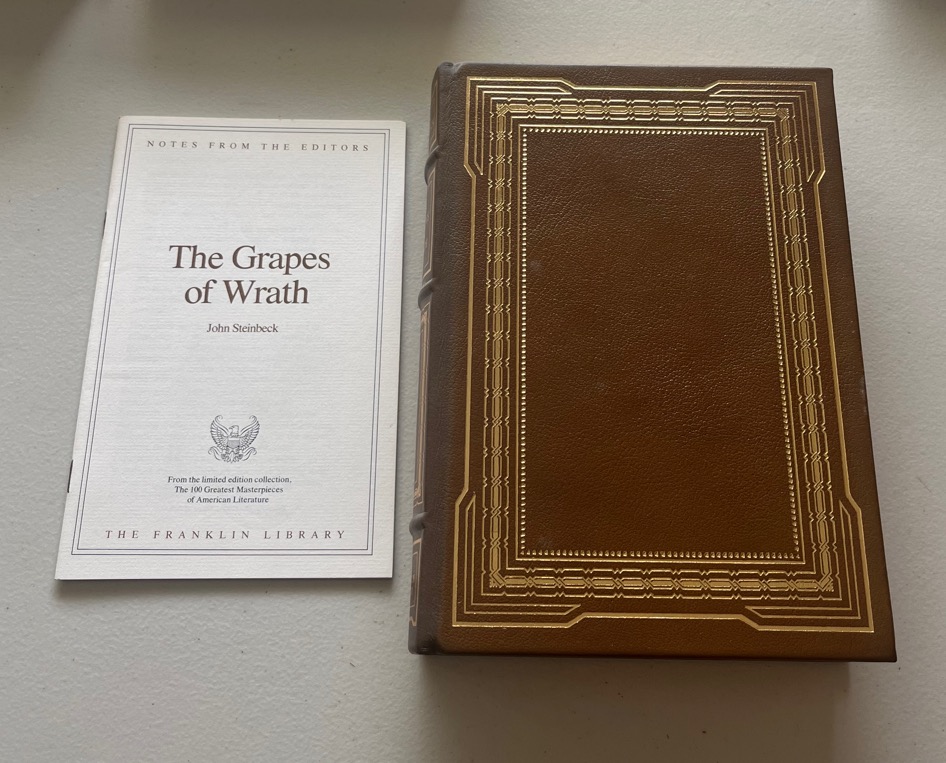 NOTES FROM THE EDITORS
The Grapes
of Wrath
John Steinbeck
From the limited edition collection,
The 100 Greatest Masterpieces
of American Literature
THE FRANKLIN LIBRARY